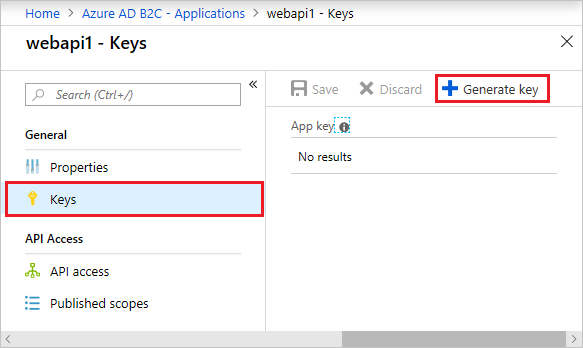 Home > Azure AD B2C - Applications > webapi1 - Keys
webapi1 - Keys
Search (Ctrl+/)
General
Properties
Keys
API Access
API access
Published scopes
Save Discard Generate key
App key
No results